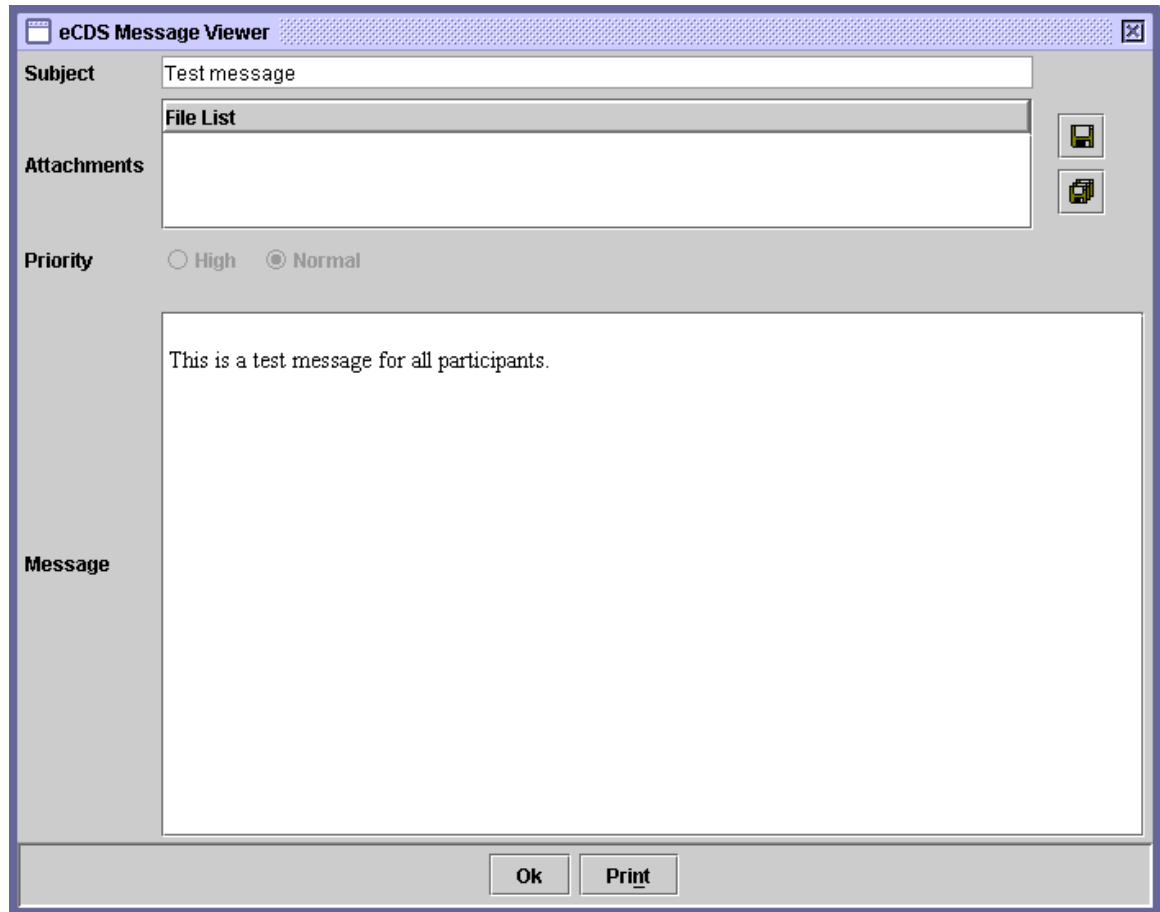 eCDS Message Viewer
Subject
Test message
File List
Attachments
Priority
High
Normal
This is a test message for all participants.
Message
Ok
Print